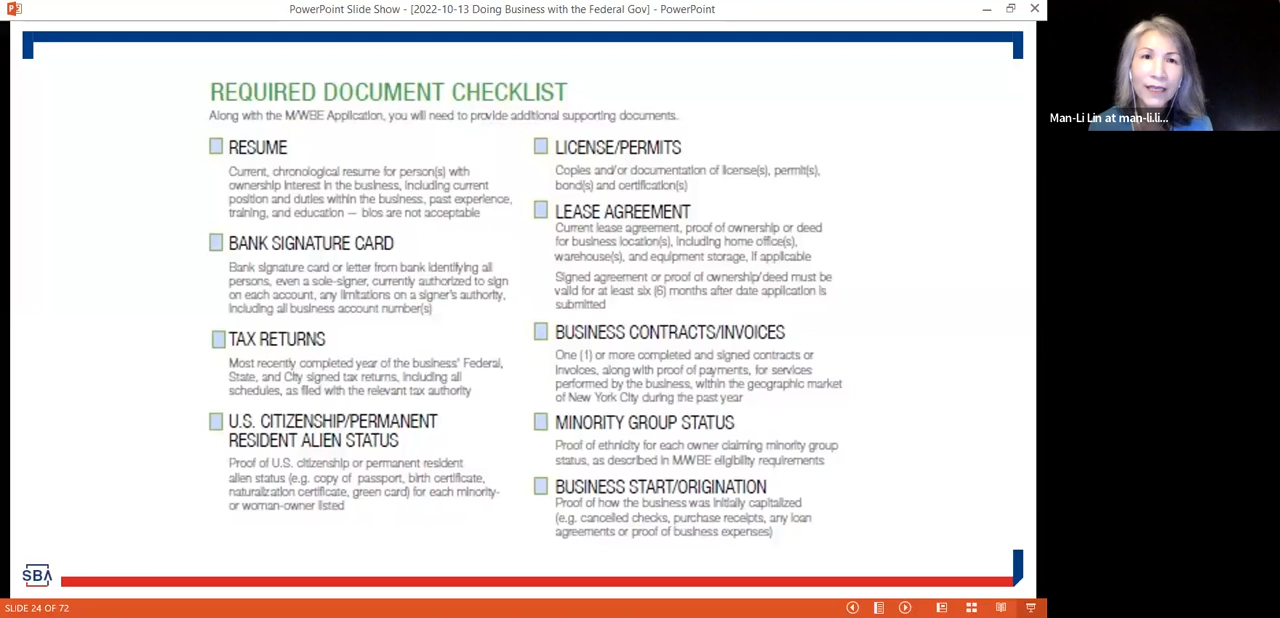 PowerPoint Slide Show - [2022-10-13 Doing Business with the Federal Gov] - PowerPoint
Man-Li Lin at man-li.li...
REQUIRED DOCUMENT CHECKLIST
Along with the M/WBE Application, you will need to provide additional supporting documents.
RESUME
Current, chronological resume for person(s) with
ownership interest in the business, including current
position and duties within the business, past experience,
training, and education — bios are not acceptable
BANK SIGNATURE CARD
Bank signature card or letter from bank identifying all
persons, even a sole-signer, currently authorized to sign
on each account, any limitations on a signer's authority,
including all business account number(s)
TAX RETURNS
Most recently completed year of the business' Federal,
State, and City signed tax returns, including all
schedules, as filed with the relevant tax authority
U.S. CITIZENSHIP/PERMANENT
RESIDENT ALIEN STATUS
Proof of U.S. citizenship or permanent resident
alien status (e.g. copy of passport, birth certificate,
naturalization certificate, green card) for each minority-
or woman-owner listed
LICENSE/PERMITS
Copies and/or documentation of license(s), permit(s),
bond(s) and certification(s)
LEASE AGREEMENT
Current lease agreement, proof of ownership or deed
for business location(s), including home office(s),
warehouse(s), and equipment storage, if applicable
Signed agreement or proof of ownership/deed must be
valid for at least six (6) months after date application is
submitted
BUSINESS CONTRACTS/INVOICES
One (1) or more completed and signed contracts or
invoices, along with proof of payments, for services
performed by the business, within the geographic market
of New York City during the past year
MINORITY GROUP STATUS
Proof of ethnicity for each owner claiming minority group
status, as described in M/WBE eligibility requirements
BUSINESS START/ORIGINATION
Proof of how the business was initially capitalized
(e.g. cancelled checks, purchase receipts, any loan
agreements or proof of business expenses)
SBA
SLIDE 24 OF 72